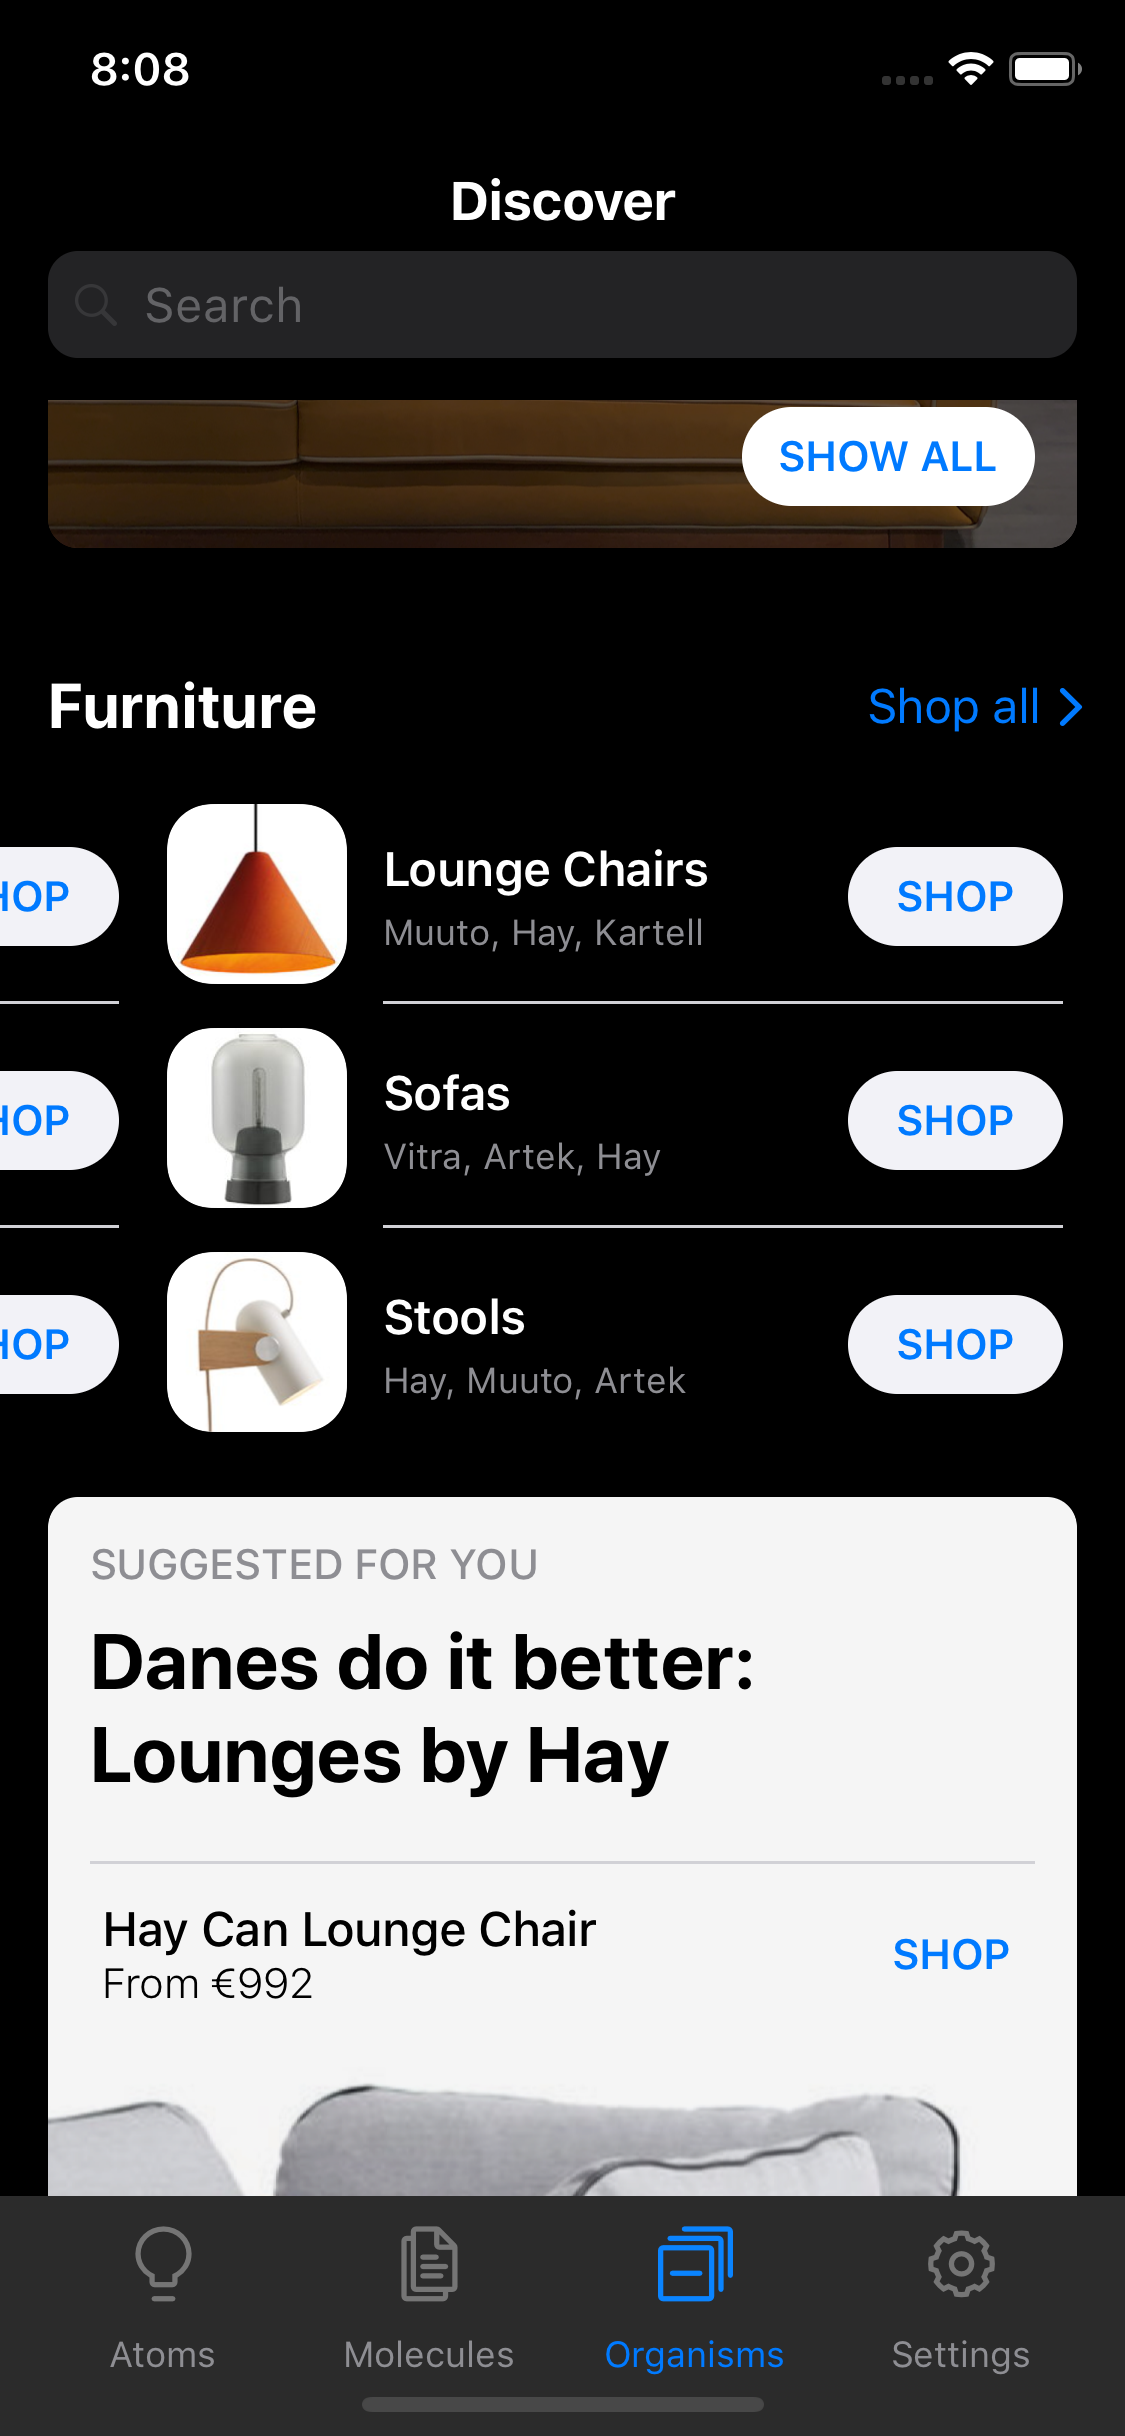 8:08
Discover
Search
SHOW ALL
Furniture
Shop all
HOP
Lounge Chairs
Muuto, Hay, Kartell
SHOP
HOP
Sofas
Vitra, Artek, Hay
SHOP
HOP
Stools
Hay, Muuto, Artek
SHOP
SUGGESTED FOR YOU
Danes do it better:
Lounges by Hay
Hay Can Lounge Chair
From €992
SHOP
Atoms
Molecules
Organisms
Settings